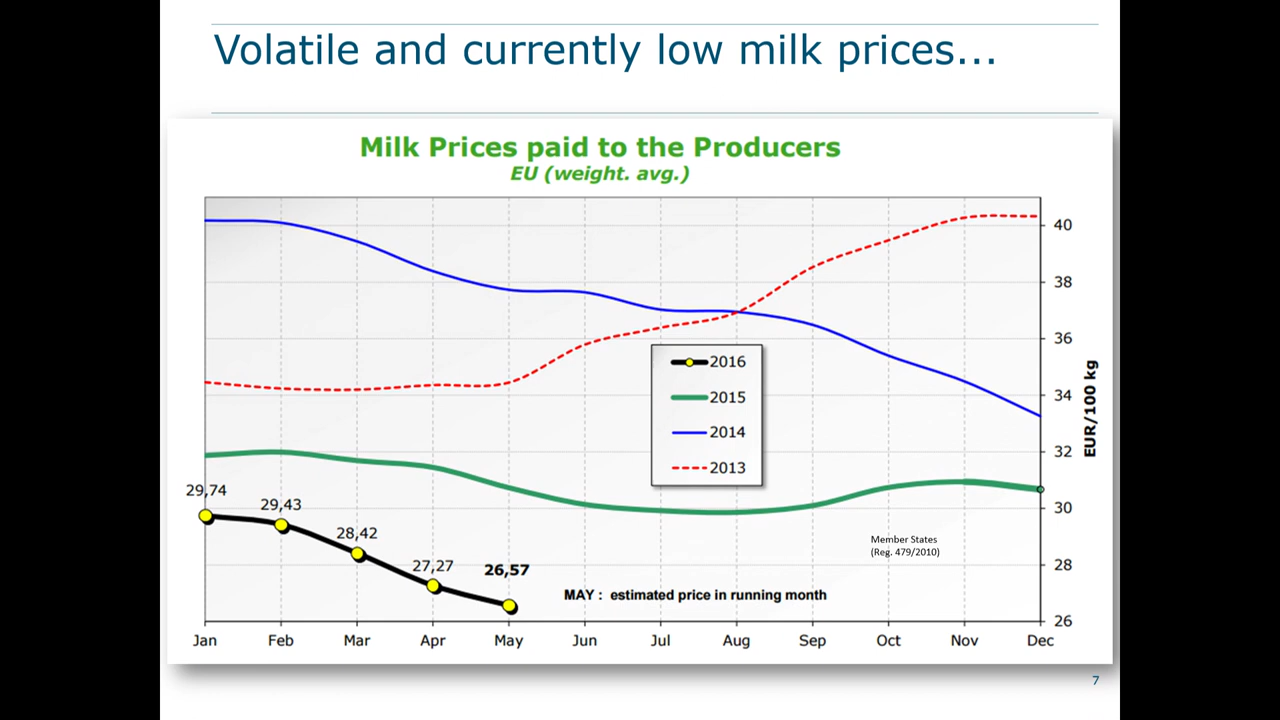 Volatile and currently low milk prices...
Milk Prices paid to the Producers
EU (weight. avg.)
40
38
36
34
32
30
28
26
EUR/100 kg
2016
2015
2014
2013
29,74
29,43
28,42
27,27
26,57
Member States
(Reg. 479/2010)
MAY : estimated price in running month
Jan Feb Mar Apr May Jun Jul Aug Sep Oct Nov Dec
7